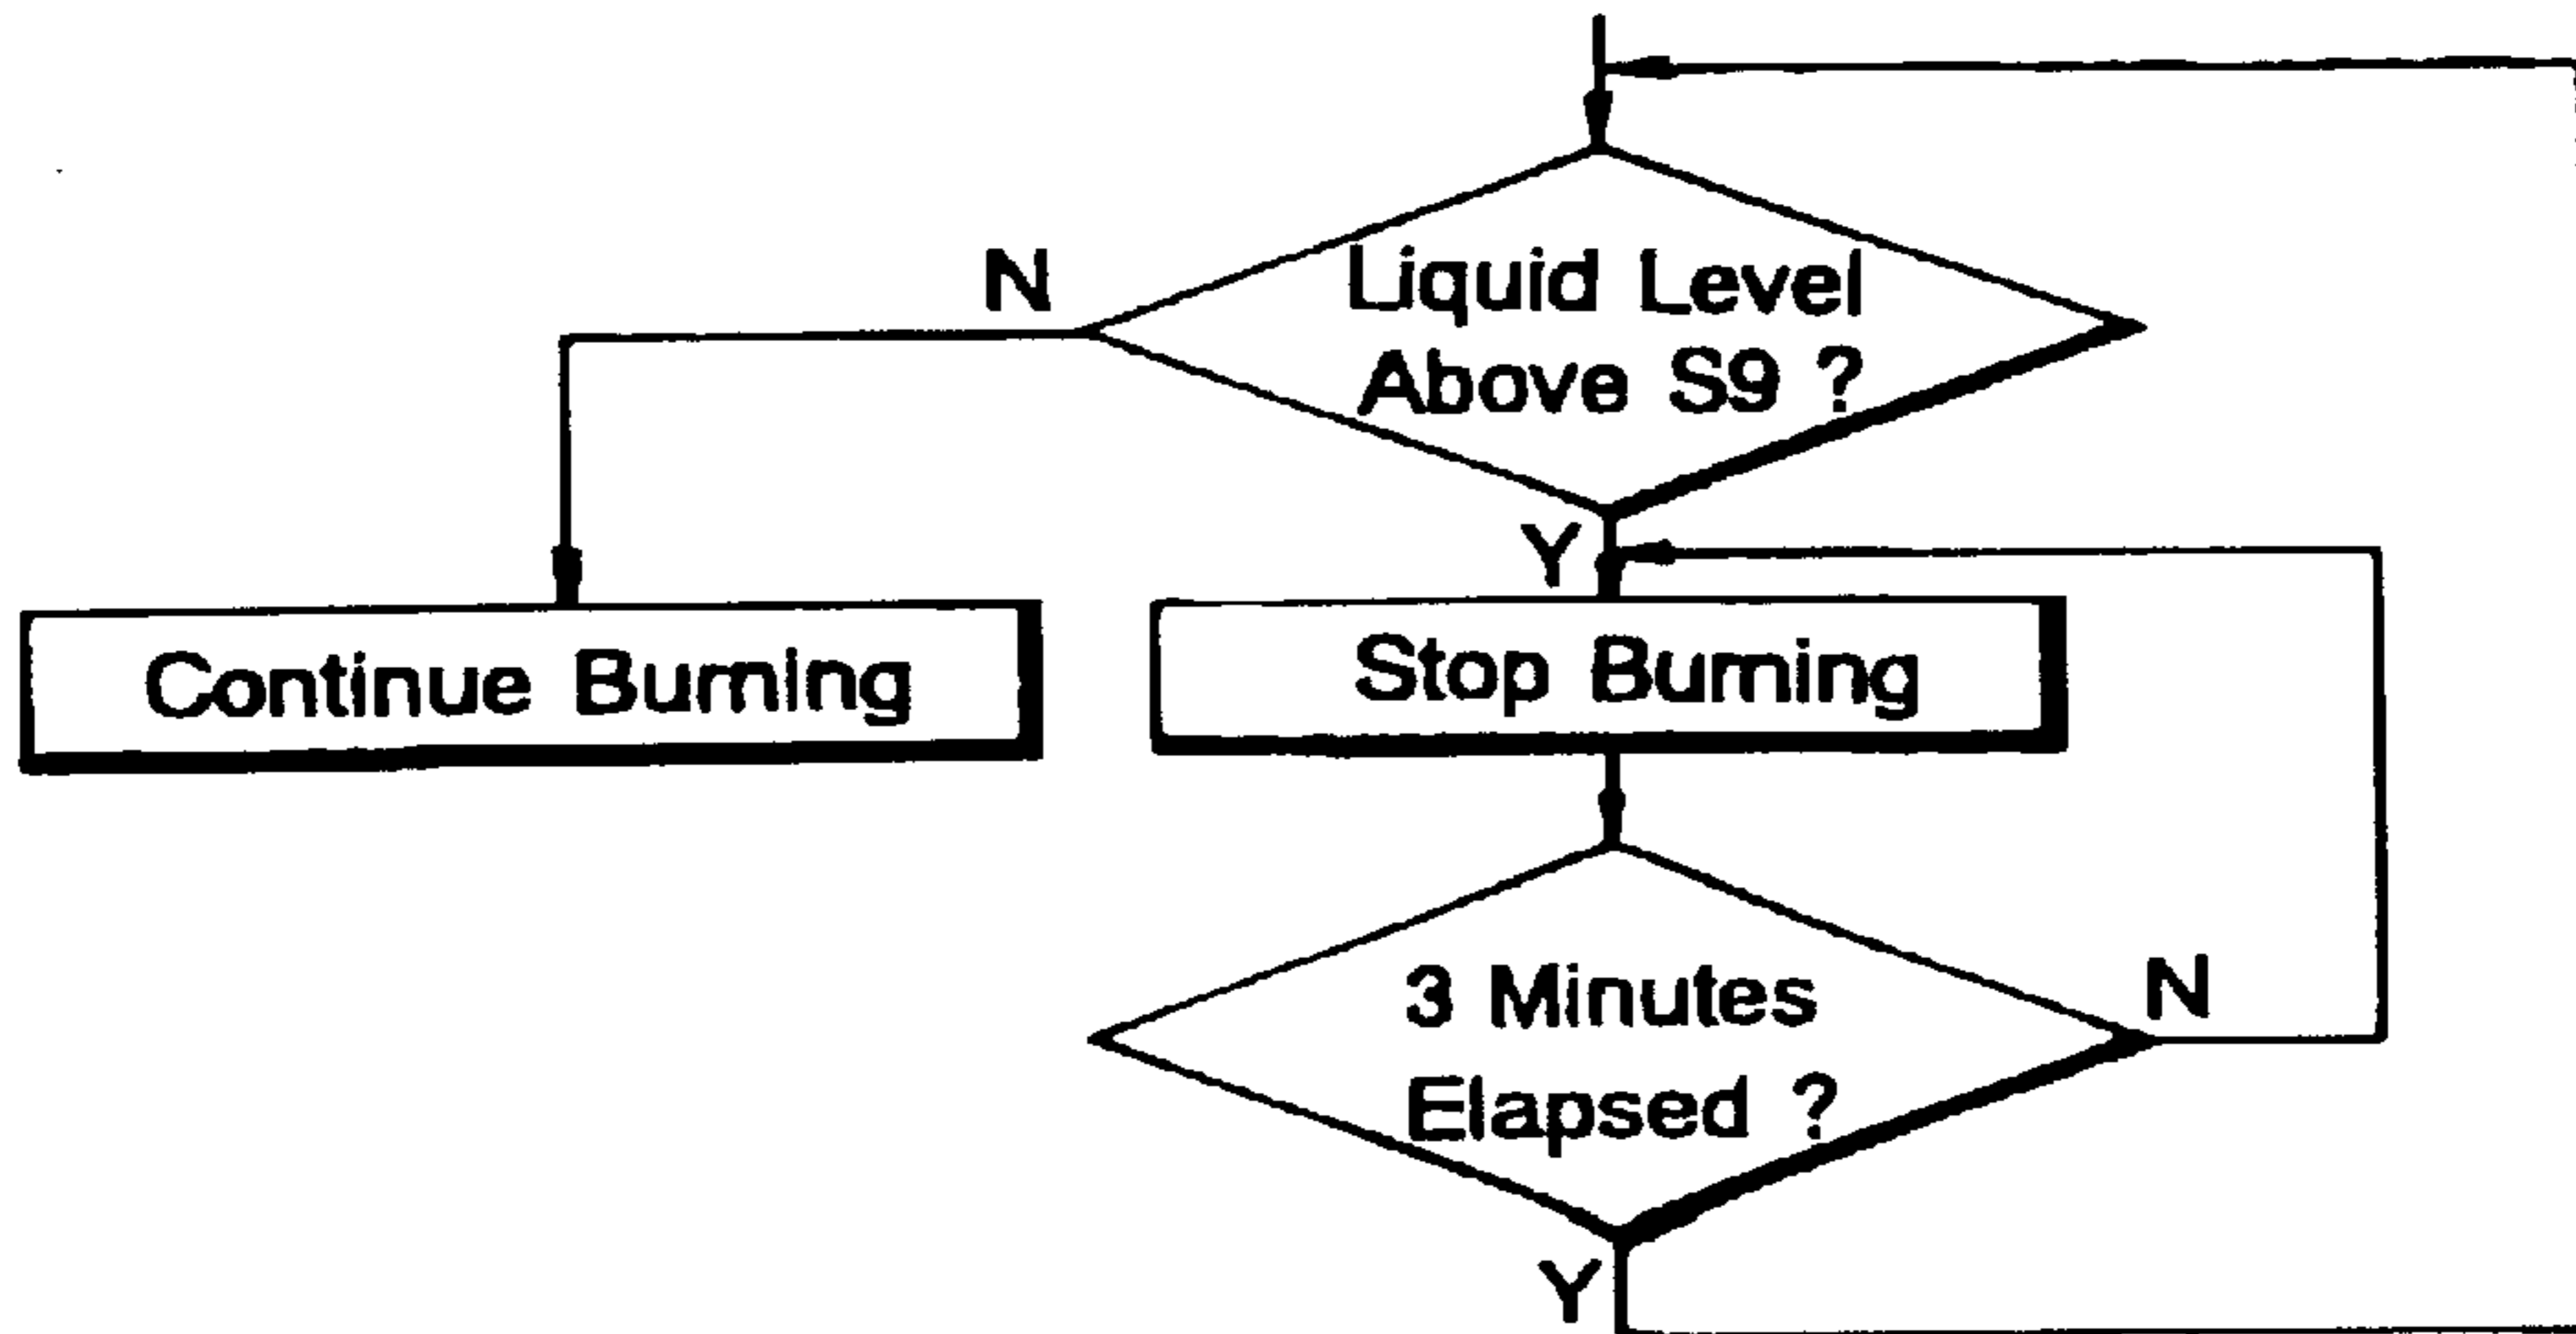 Liquid Level
Above S9 ?
N
Y
Continue Burning
Stop Burning
3 Minutes
Elapsed ?
N
Y